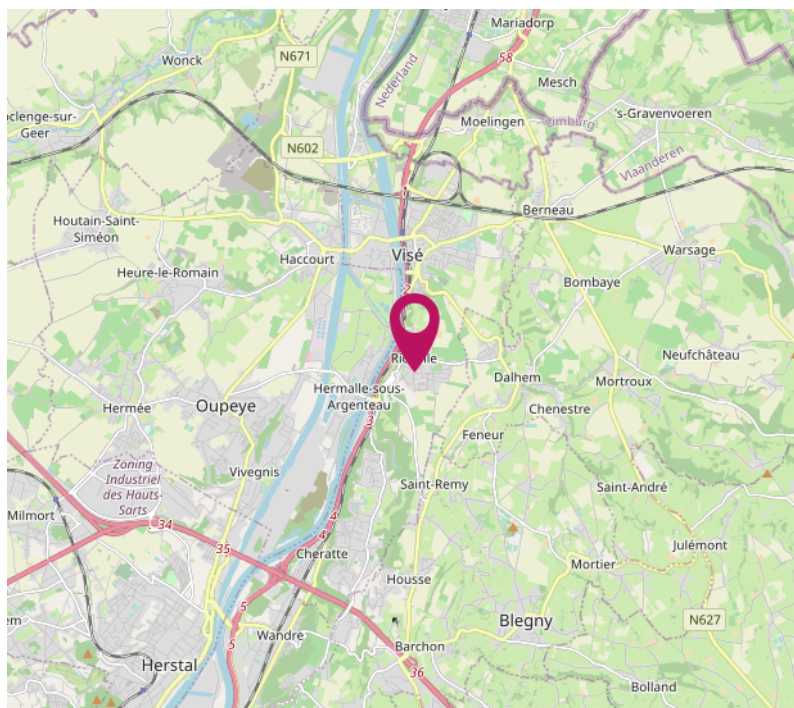 Mariadorp
Wonck
N671
58
Nederland
Mesch
's-Gravenvoeren
Moelingen
Limburg
Geer
N602
Vlaanderen
1
Berneau
Houtain-Saint-
Siméon
Visé
Warsage
Haccourt
Heure-le-Romain
2
Bombaye
Neufchâteau
Dalhem
Mortroux
Hermalle-sous-
Argenteau
Hermée
Oupeye
Chenestre
3
Feneur
Zoning
Industriel
des Hauts-
Sarts
Vivegnis
Saint-Remy
Saint-André
Milmort
34
4
35
4
Cheratte
Julémont
Mortier
Housse
5
Blegny
N627
5
Wandre
Barchon
Herstal
36
Bolland